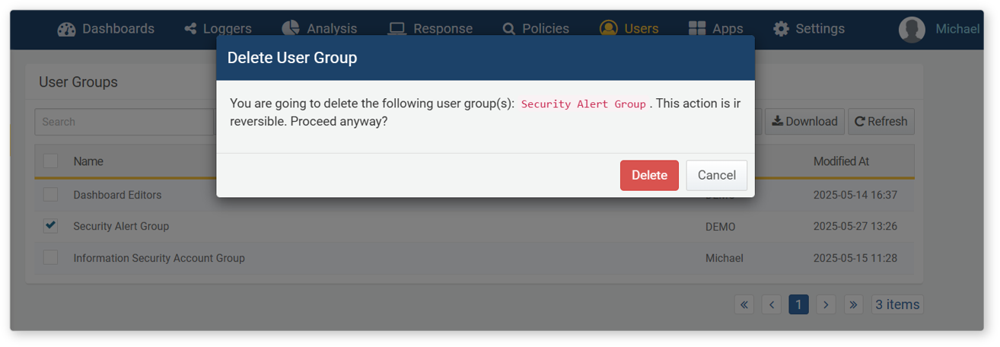 Dashboards Loggers Analysis Response Policies Users Apps Settings Michael
Delete User Group
User Groups
You are going to delete the following user group(s): Security Alert Group . This action is ir
reversible. Proceed anyway?
Search Download Refresh
Name Modified At
Delete Cancel
Dashboard Editors DEMO 2025-05-14 16:37
Security Alert Group DEMO 2025-05-27 13:26
Information Security Account Group Michael 2025-05-15 11:28
« ‹ 1 › » 3 items